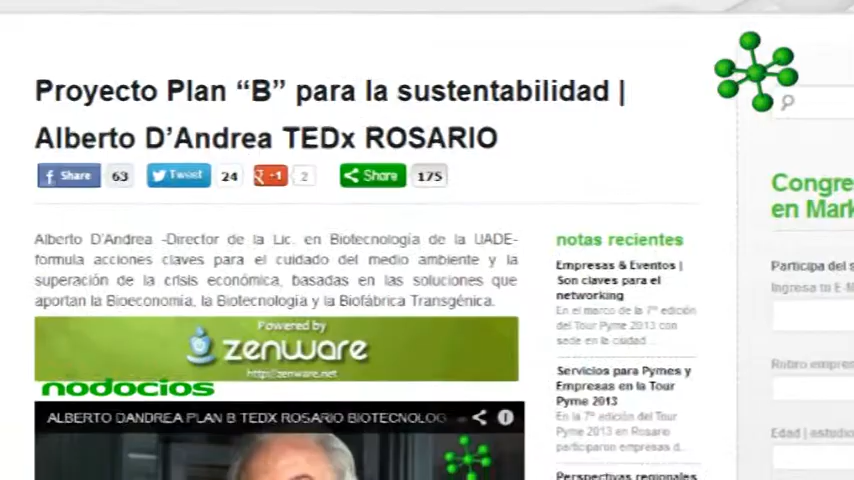 Proyecto Plan “B” para la sustentabilidad |
Alberto D’Andrea TEDx ROSARIO
Share 63 Tweet 24 +1 2 Share 175
Alberto D’Andrea -Director de la Lic. en Biotecnología de la UADE-
formula acciones claves para el cuidado del medio ambiente y la
superación de la crisis económica, basadas en las soluciones que
aportan la Bioeconomía, la Biotecnología y la Biofábrica Transgénica.
Powered by
zenware
http://zenware.net
nodocios
ALBERTO DANDREA PLAN B TEDX ROSARIO BIOTECNOLOG
notas recientes
Empresas & Eventos |
Son claves para el
networking
En el marco de la 7º edición
del Tour Pyme 2013 con
sede en la ciudad
Servicios para Pymes y
Empresas en la Tour
Pyme 2013
En la 7º edición del Tour
Pyme 2013 en Rosario
participaron empresas d...
Perspectivas regionales
Congre
en Mark
Participa del s
Ingresa tu E-M
Rubro empres
Edad | estudio